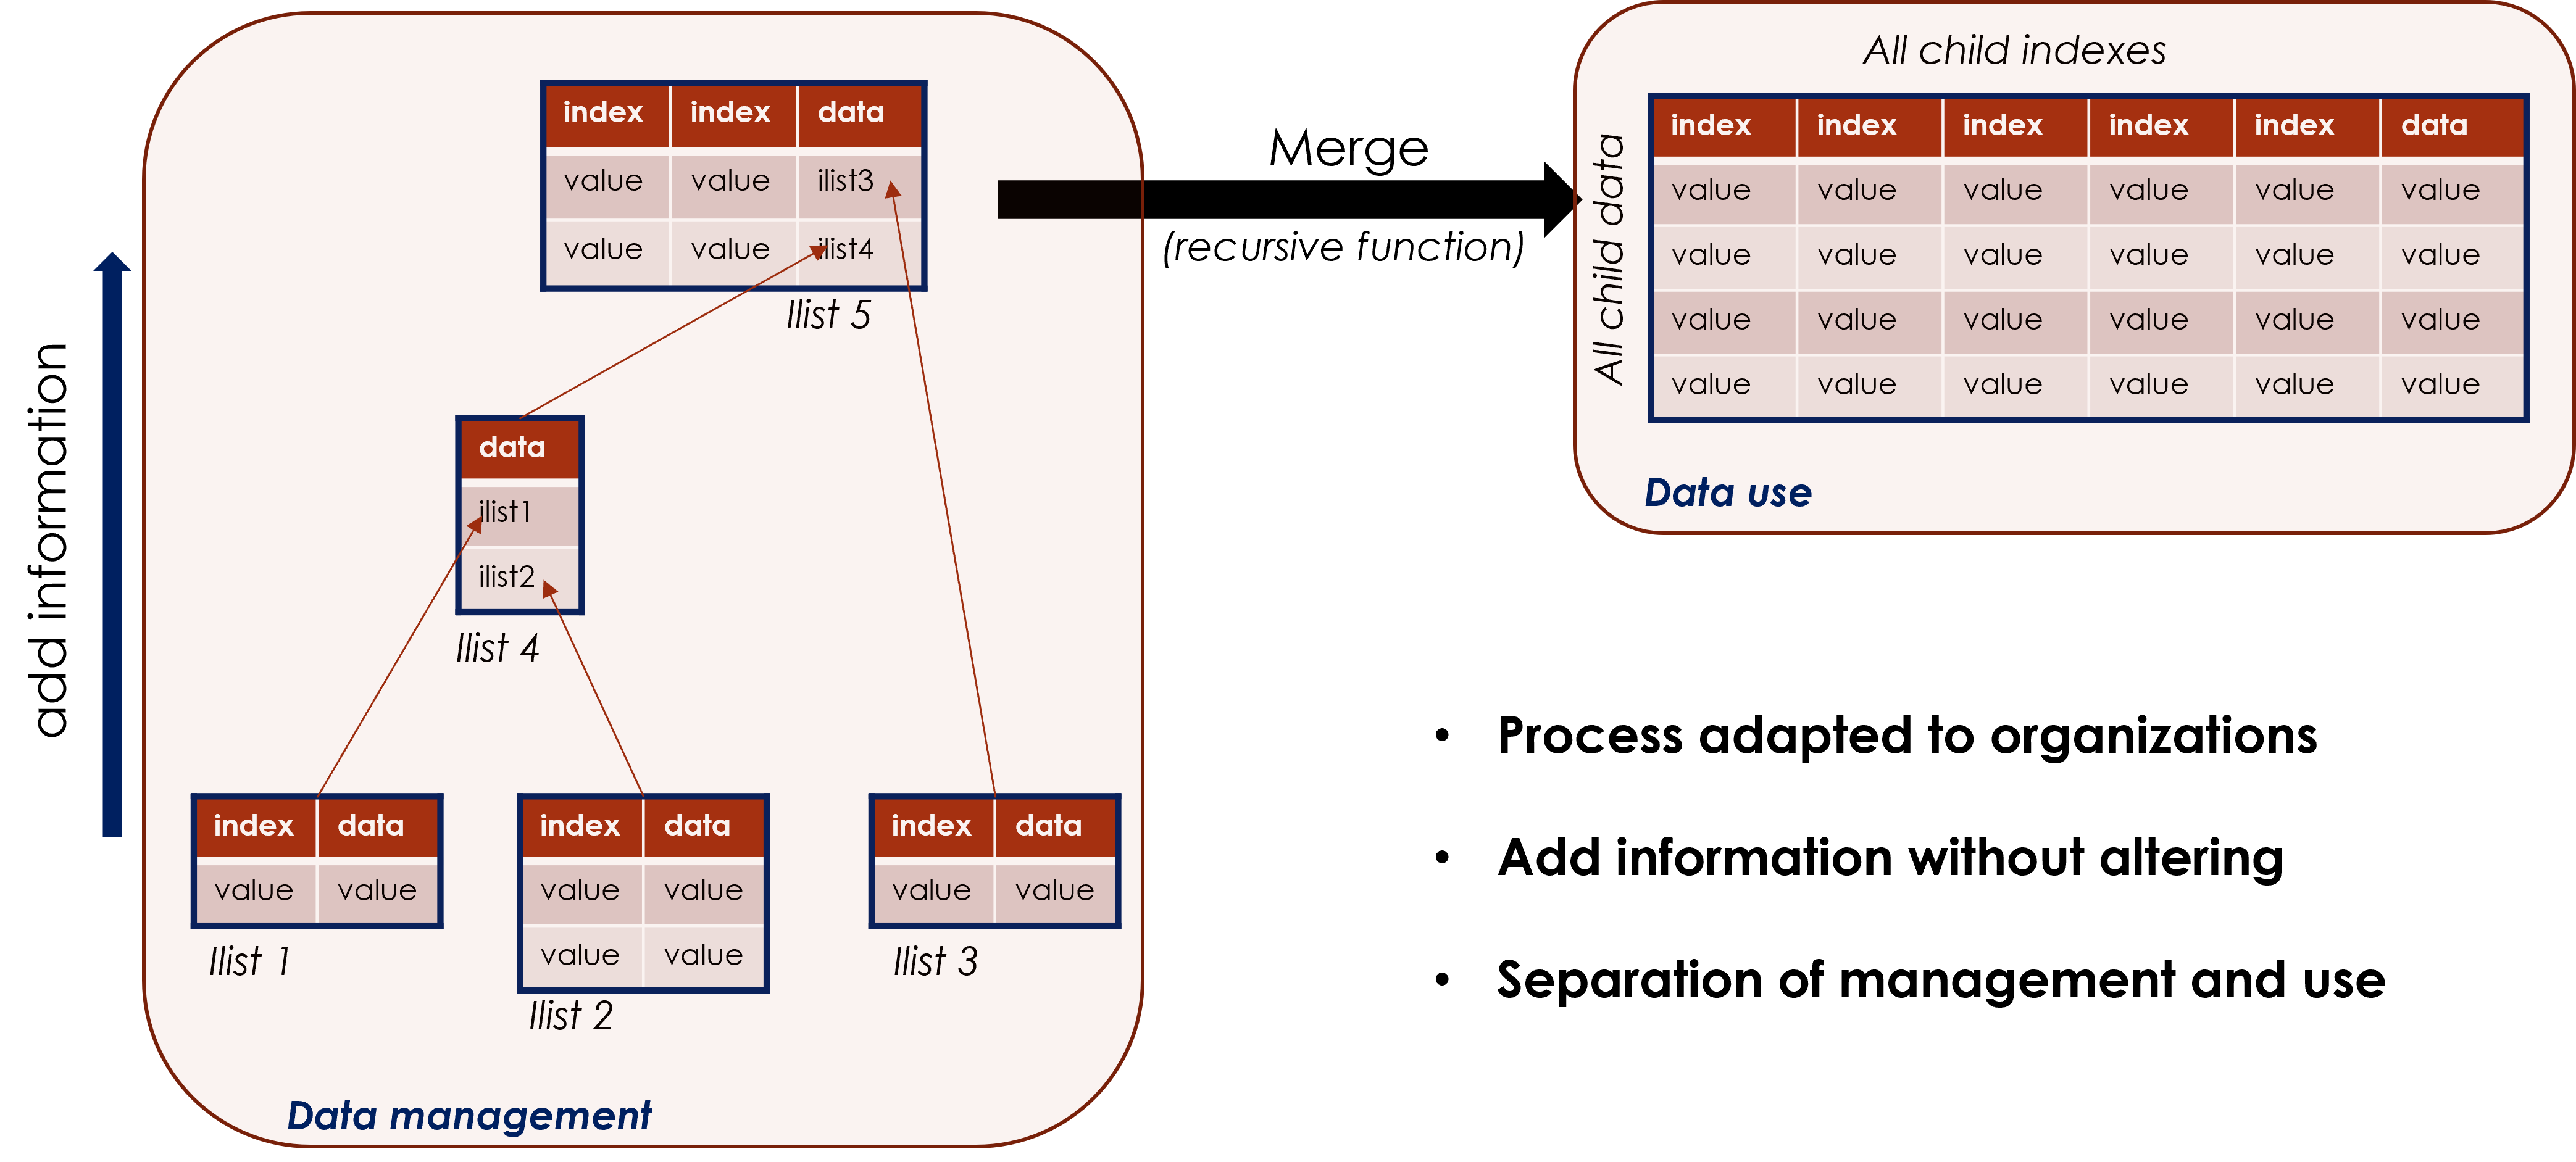 add information
index index data
value value ilist3
value value ilist4
Ilist 5
data
ilist1
ilist2
Ilist 4
index data
value value
Ilist 1
index data
value value
value value
Ilist 2
index data
value value
Ilist 3
Data management
Merge
(recursive function)
All child indexes
All child data
index index index index index data
value value value value value value
value value value value value value
value value value value value value
value value value value value value
Data use
• Process adapted to organizations
• Add information without altering
• Separation of management and use